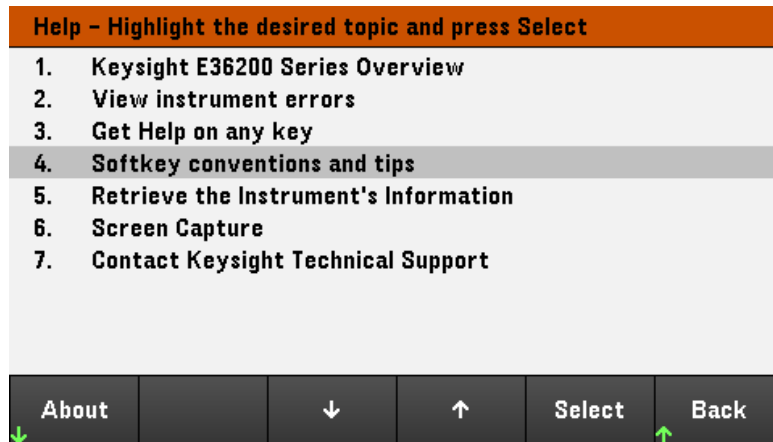 Help – Highlight the desired topic and press Select
1. Keysight E36200 Series Overview
2. View instrument errors
3. Get Help on any key
4. Softkey conventions and tips
5. Retrieve the Instrument's Information
6. Screen Capture
7. Contact Keysight Technical Support
About ↓ ↑ Select Back